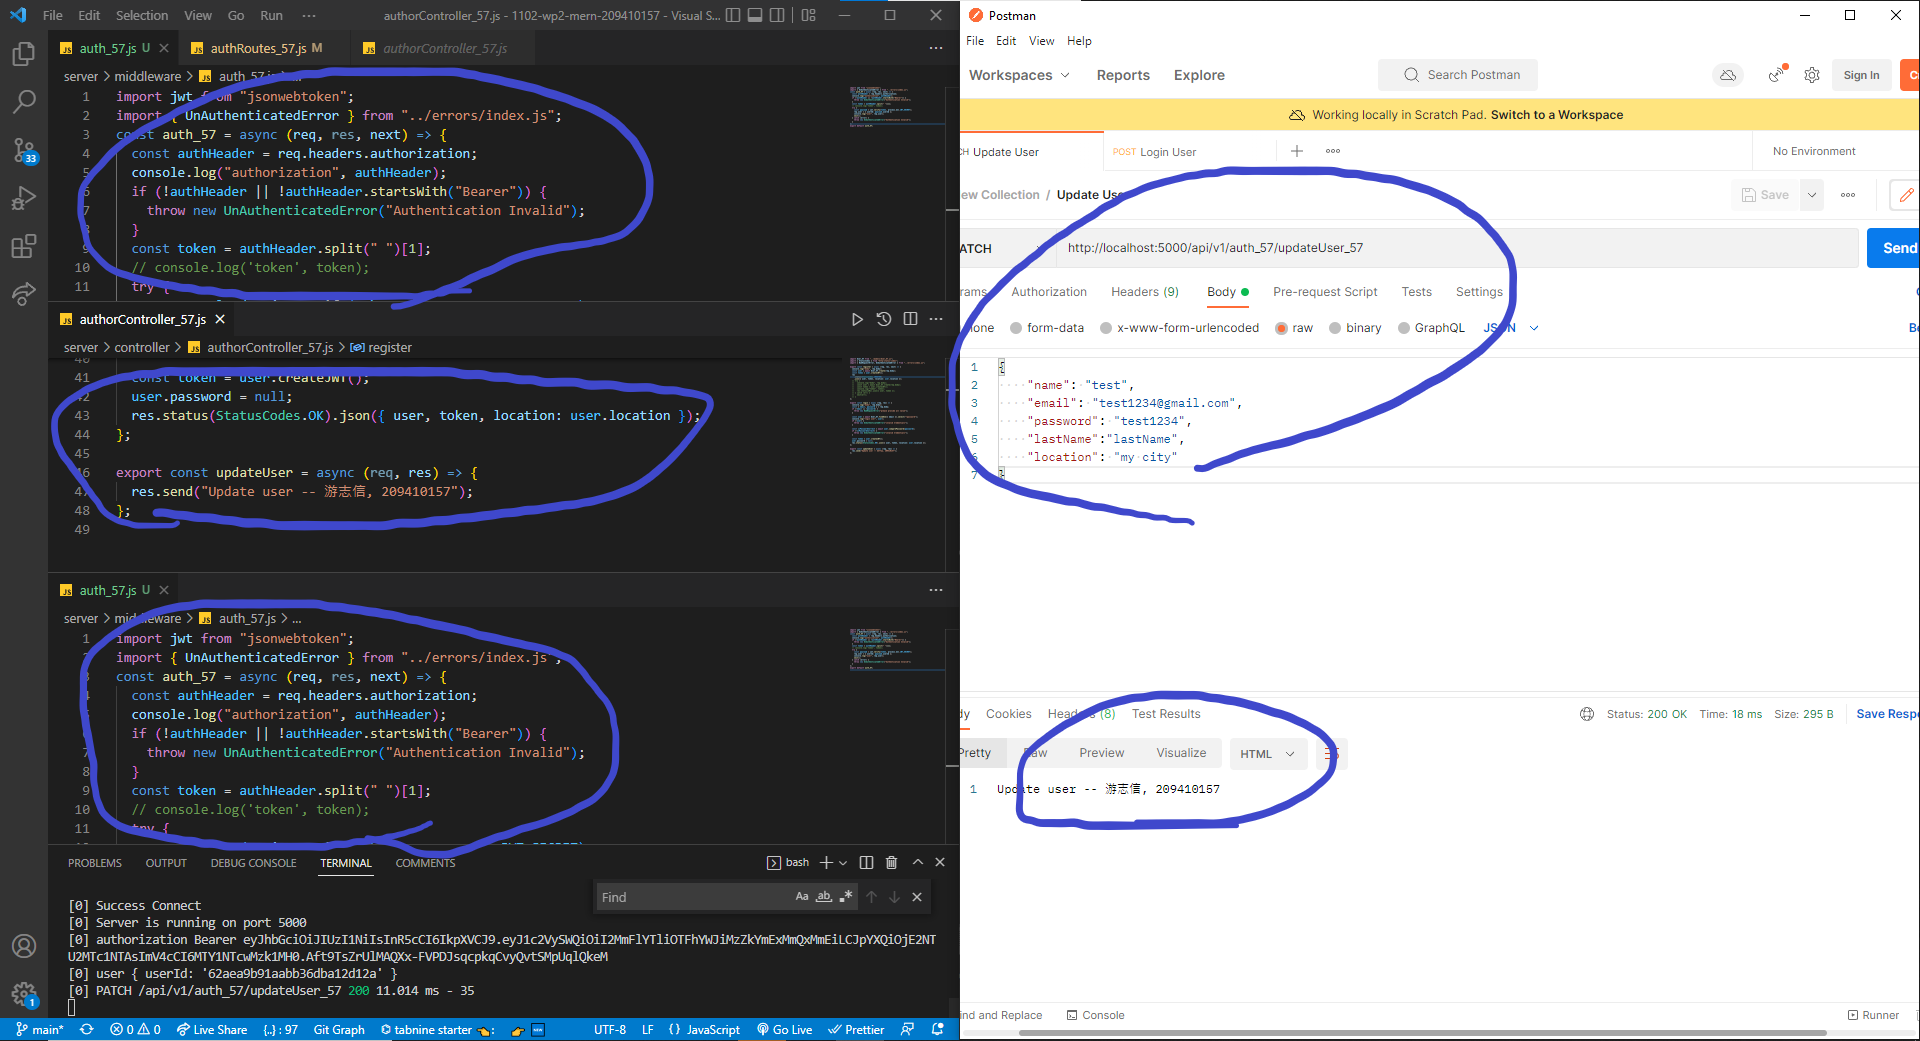 File Edit Selection View Go Run ··· authorController_57.js - 1102-wp2-mern-209410157 - Visual S...
auth_57.js U authRoutes_57.js M authorController_57.js
server > middleware > JS auth_57.js > ...
1 import jwt from "jsonwebtoken";
2 import { UnAuthenticatedError } from "../errors/index.js";
3 const auth_57 = async (req, res, next) => {
4 const authHeader = req.headers.authorization;
5 console.log("authorization", authHeader);
6 if (!authHeader || !authHeader.startsWith("Bearer")) {
7 throw new UnAuthenticatedError("Authentication Invalid");
8 }
9 const token = authHeader.split(" ")[1];
10 // console.log('token', token);
11 try {
authorController_57.js
server > controller > JS authorController_57.js > register
40
41 const token = user.createJWT();
42 user.password = null;
43 res.status(StatusCodes.OK).json({ user, token, location: user.location });
44 };
45
46 export const updateUser = async (req, res) => {
47 res.send("Update user -- 游志信, 209410157");
48 };
49
auth_57.js U
server > middleware > JS auth_57.js > ...
1 import jwt from "jsonwebtoken";
2 import { UnAuthenticatedError } from "../errors/index.js";
3 const auth_57 = async (req, res, next) => {
4 const authHeader = req.headers.authorization;
5 console.log("authorization", authHeader);
6 if (!authHeader || !authHeader.startsWith("Bearer")) {
7 throw new UnAuthenticatedError("Authentication Invalid");
8 }
9 const token = authHeader.split(" ")[1];
10 // console.log('token', token);
11 try {
PROBLEMS OUTPUT DEBUG CONSOLE TERMINAL COMMENTS bash
Find Aa ab
[0] Success Connect
[0] Server is running on port 5000
[0] authorization Bearer eyJhbGciOiJIUzI1NiIsInR5cCI6IkpXVCJ9.eyJ1c2VySWQiOiI2MmFlYTliOTFhYWJiMzZkYmExMmQxMmEiLCJpYXQiOjE2NT
U2MTc1NTAsImV4cCI6MTY1NTcwMzk1MH0.Aft9TsZrUlMAQXx-FVPDJsqcpkqCvyQvtSMpUqlQkeM
[0] user { userId: '62aea9b91aabb36dba12d12a' }
[0] PATCH /api/v1/auth_57/updateUser_57 200 11.014 ms - 35
33
1
main* 0 0 Live Share {..} : 97 Git Graph tabnine starter UTF-8 LF {} JavaScript Go Live Prettier
Postman
File Edit View Help
Workspaces Reports Explore Search Postman Sign In
Working locally in Scratch Pad. Switch to a Workspace
CH Update User POST Login User No Environment
ew Collection / Update Us Save
ATCH http://localhost:5000/api/v1/auth_57/updateUser_57 Send
rams Authorization Headers (9) Body Pre-request Script Tests Settings
none form-data x-www-form-urlencoded raw binary GraphQL JSON Be
1 {
2 "name": "test",
3 "email": "test1234@gmail.com",
4 "password": "test1234",
5 "lastName":"lastName",
6 "location": "my city"
7 }
dy Cookies Headers (8) Test Results Status: 200 OK Time: 18 ms Size: 295 B Save Respo
Pretty Raw Preview Visualize HTML
1 Update user -- 游志信, 209410157
ind and Replace Console Runner